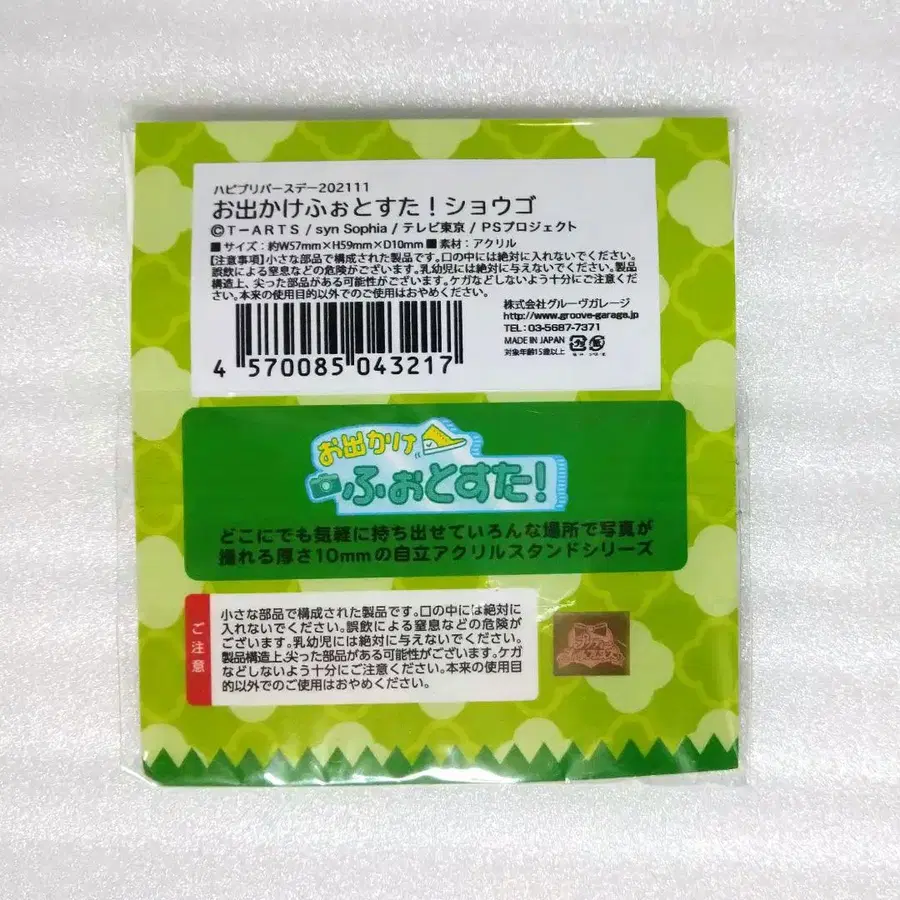 ハピプリバースデー202111
お出かけふぉとすた！ショウゴ
©T-ARTS / syn Sophia / テレビ東京 / PSプロジェクト
■サイズ：約W57mm×H59mm×D10mm ■素材：アクリル
【注意事項】小さな部品で構成された製品です。口の中には絶対に入れないでください。
誤飲による窒息などの危険がございます。乳幼児には絶対に与えないでください。製品
構造上、尖った部品がある可能性がございます。ケガなどしないよう十分にご注意くださ
い。本来の使用目的以外でのご使用はおやめください。
株式会社グルーヴガレージ
http://www.groove-garage.jp
TEL：03-5687-7371
MADE IN JAPAN
対象年齢15歳以上
4 570085 043217
お出かけ
ふぉとすた！
どこにでも気軽に持ち出せていろんな場所で写真が
撮れる厚さ10mmの自立アクリルスタンドシリーズ
ご注意
小さな部品で構成された製品です。口の中には絶対に
入れないでください。誤飲による窒息などの危険が
ございます。乳幼児には絶対に与えないでください。
製品構造上、尖った部品がある可能性がございます。ケガ
などしないよう十分にご注意ください。本来の使用目
的以外でのご使用はおやめください。